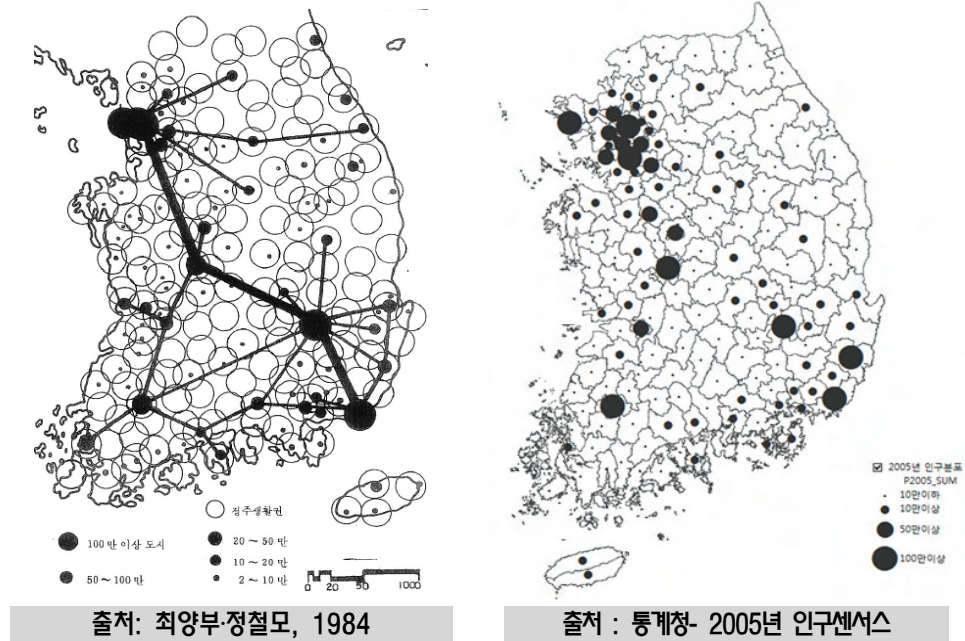 정주생활권
100만 이상 도시
50～100만
20～50만
10～20만
2～10만
0 20 50 1000
출처: 최양부·정철모, 1984
2005년 인구분포
P2005_SUM
10만이하
10만이상
50만이상
100만이상
출처 : 통계청- 2005년 인구센서스